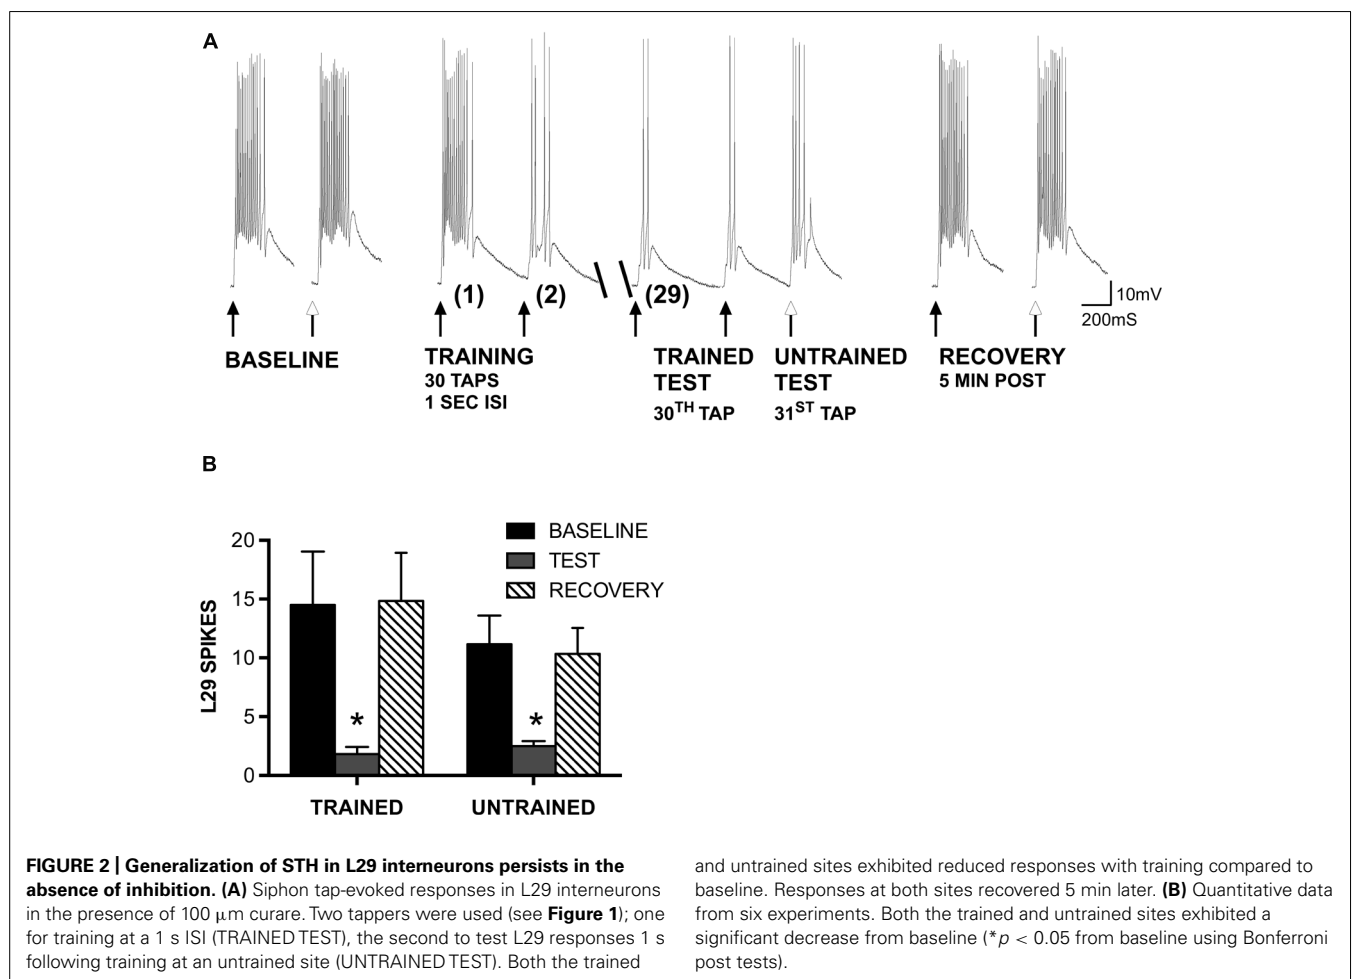 A
(1)
(2)
(29)
10mV
200mS
BASELINE
TRAINING
30 TAPS
1 SEC ISI
TRAINED
TEST
30TH TAP
UNTRAINED
TEST
31ST TAP
RECOVERY
5 MIN POST
B
BASELINE
TEST
RECOVERY
20
15
10
5
0
L29 SPIKES
*
*
TRAINED
UNTRAINED
FIGURE 2 | Generalization of STH in L29 interneurons persists in the
absence of inhibition. (A) Siphon tap-evoked responses in L29 interneurons
in the presence of 100 μm curare. Two tappers were used (see Figure 1); one
for training at a 1 s ISI (TRAINED TEST), the second to test L29 responses 1 s
following training at an untrained site (UNTRAINED TEST). Both the trained
and untrained sites exhibited reduced responses with training compared to
baseline. Responses at both sites recovered 5 min later. (B) Quantitative data
from six experiments. Both the trained and untrained sites exhibited a
significant decrease from baseline (*p < 0.05 from baseline using Bonferroni
post tests).